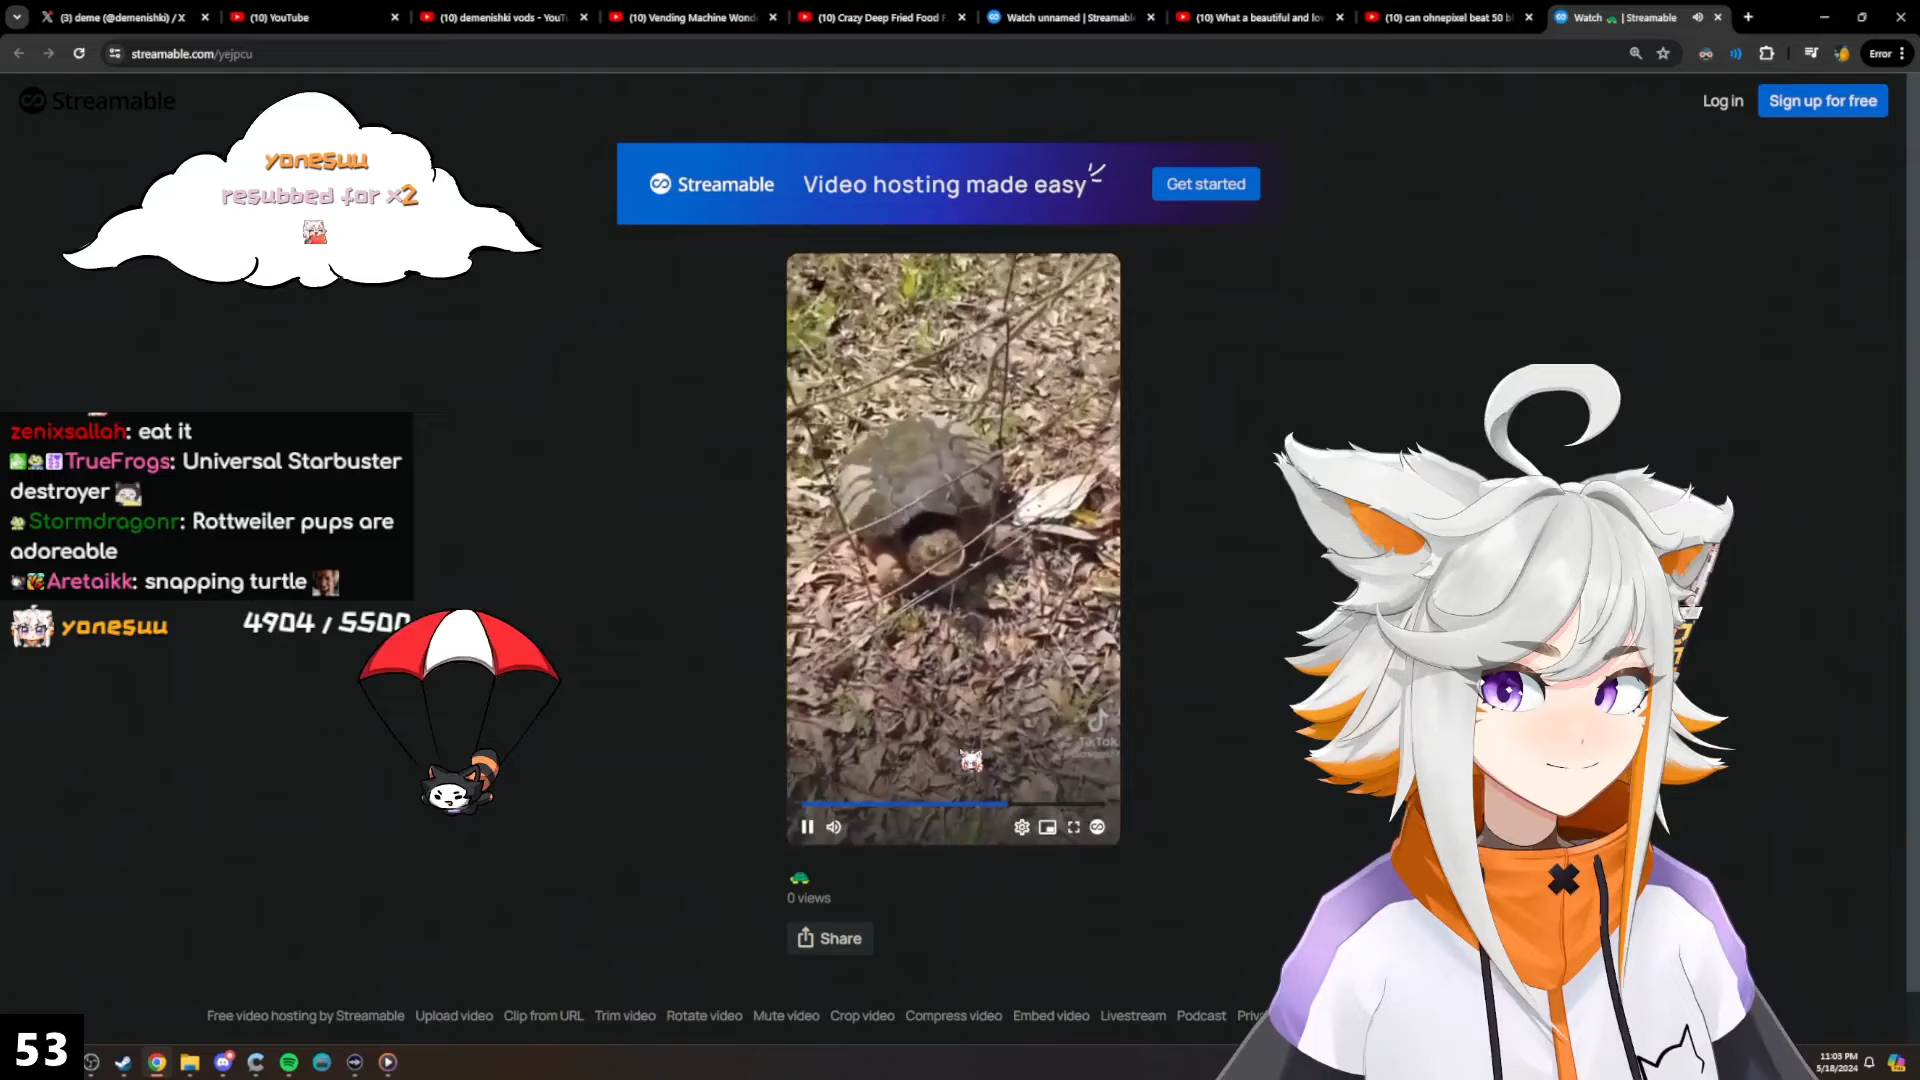 (3) deme (@demenishki) / X
(10) YouTube
(10) demenishki vods - YouTu
(10) Vending Machine Wond
(10) Crazy Deep Fried Food F
Watch unnamed | Streamable
(10) What a beautiful and lov
(10) can ohnepixel beat 50 bl
Watch 🐢 | Streamable
streamable.com/yejpcu
Error
Streamable
Log in
Sign up for free
Streamable
Video hosting made easy
Get started
yonesuu
resubbed for x2
zenixsallah: eat it
TrueFrogs: Universal Starbuster
destroyer
Stormdragonr: Rottweiler pups are
adoreable
Aretaikk: snapping turtle
yonesuu
4904 / 5500
TikTok
0 views
Share
Free video hosting by Streamable
Upload video
Clip from URL
Trim video
Rotate video
Mute video
Crop video
Compress video
Embed video
Livestream
Podcast
53
11:03 PM
5/18/2024